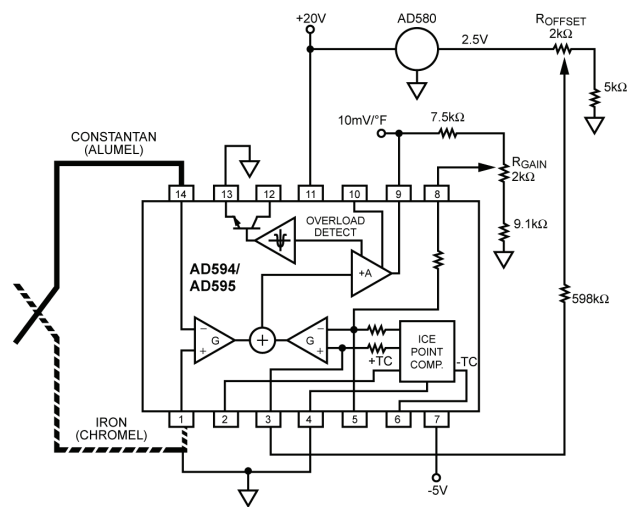 +20V
AD580
2.5V
ROFFSET
2kΩ
5kΩ
10mV/°F
7.5kΩ
RGAIN
2kΩ
9.1kΩ
598kΩ
CONSTANTAN
(ALUMEL)
14
13
12
11
10
9
8
OVERLOAD
DETECT
AD594/
AD595
+A
–
G
+
+
–
G
+
ICE
POINT
COMP.
+TC
-TC
IRON
(CHROMEL)
1
2
3
4
5
6
7
-5V